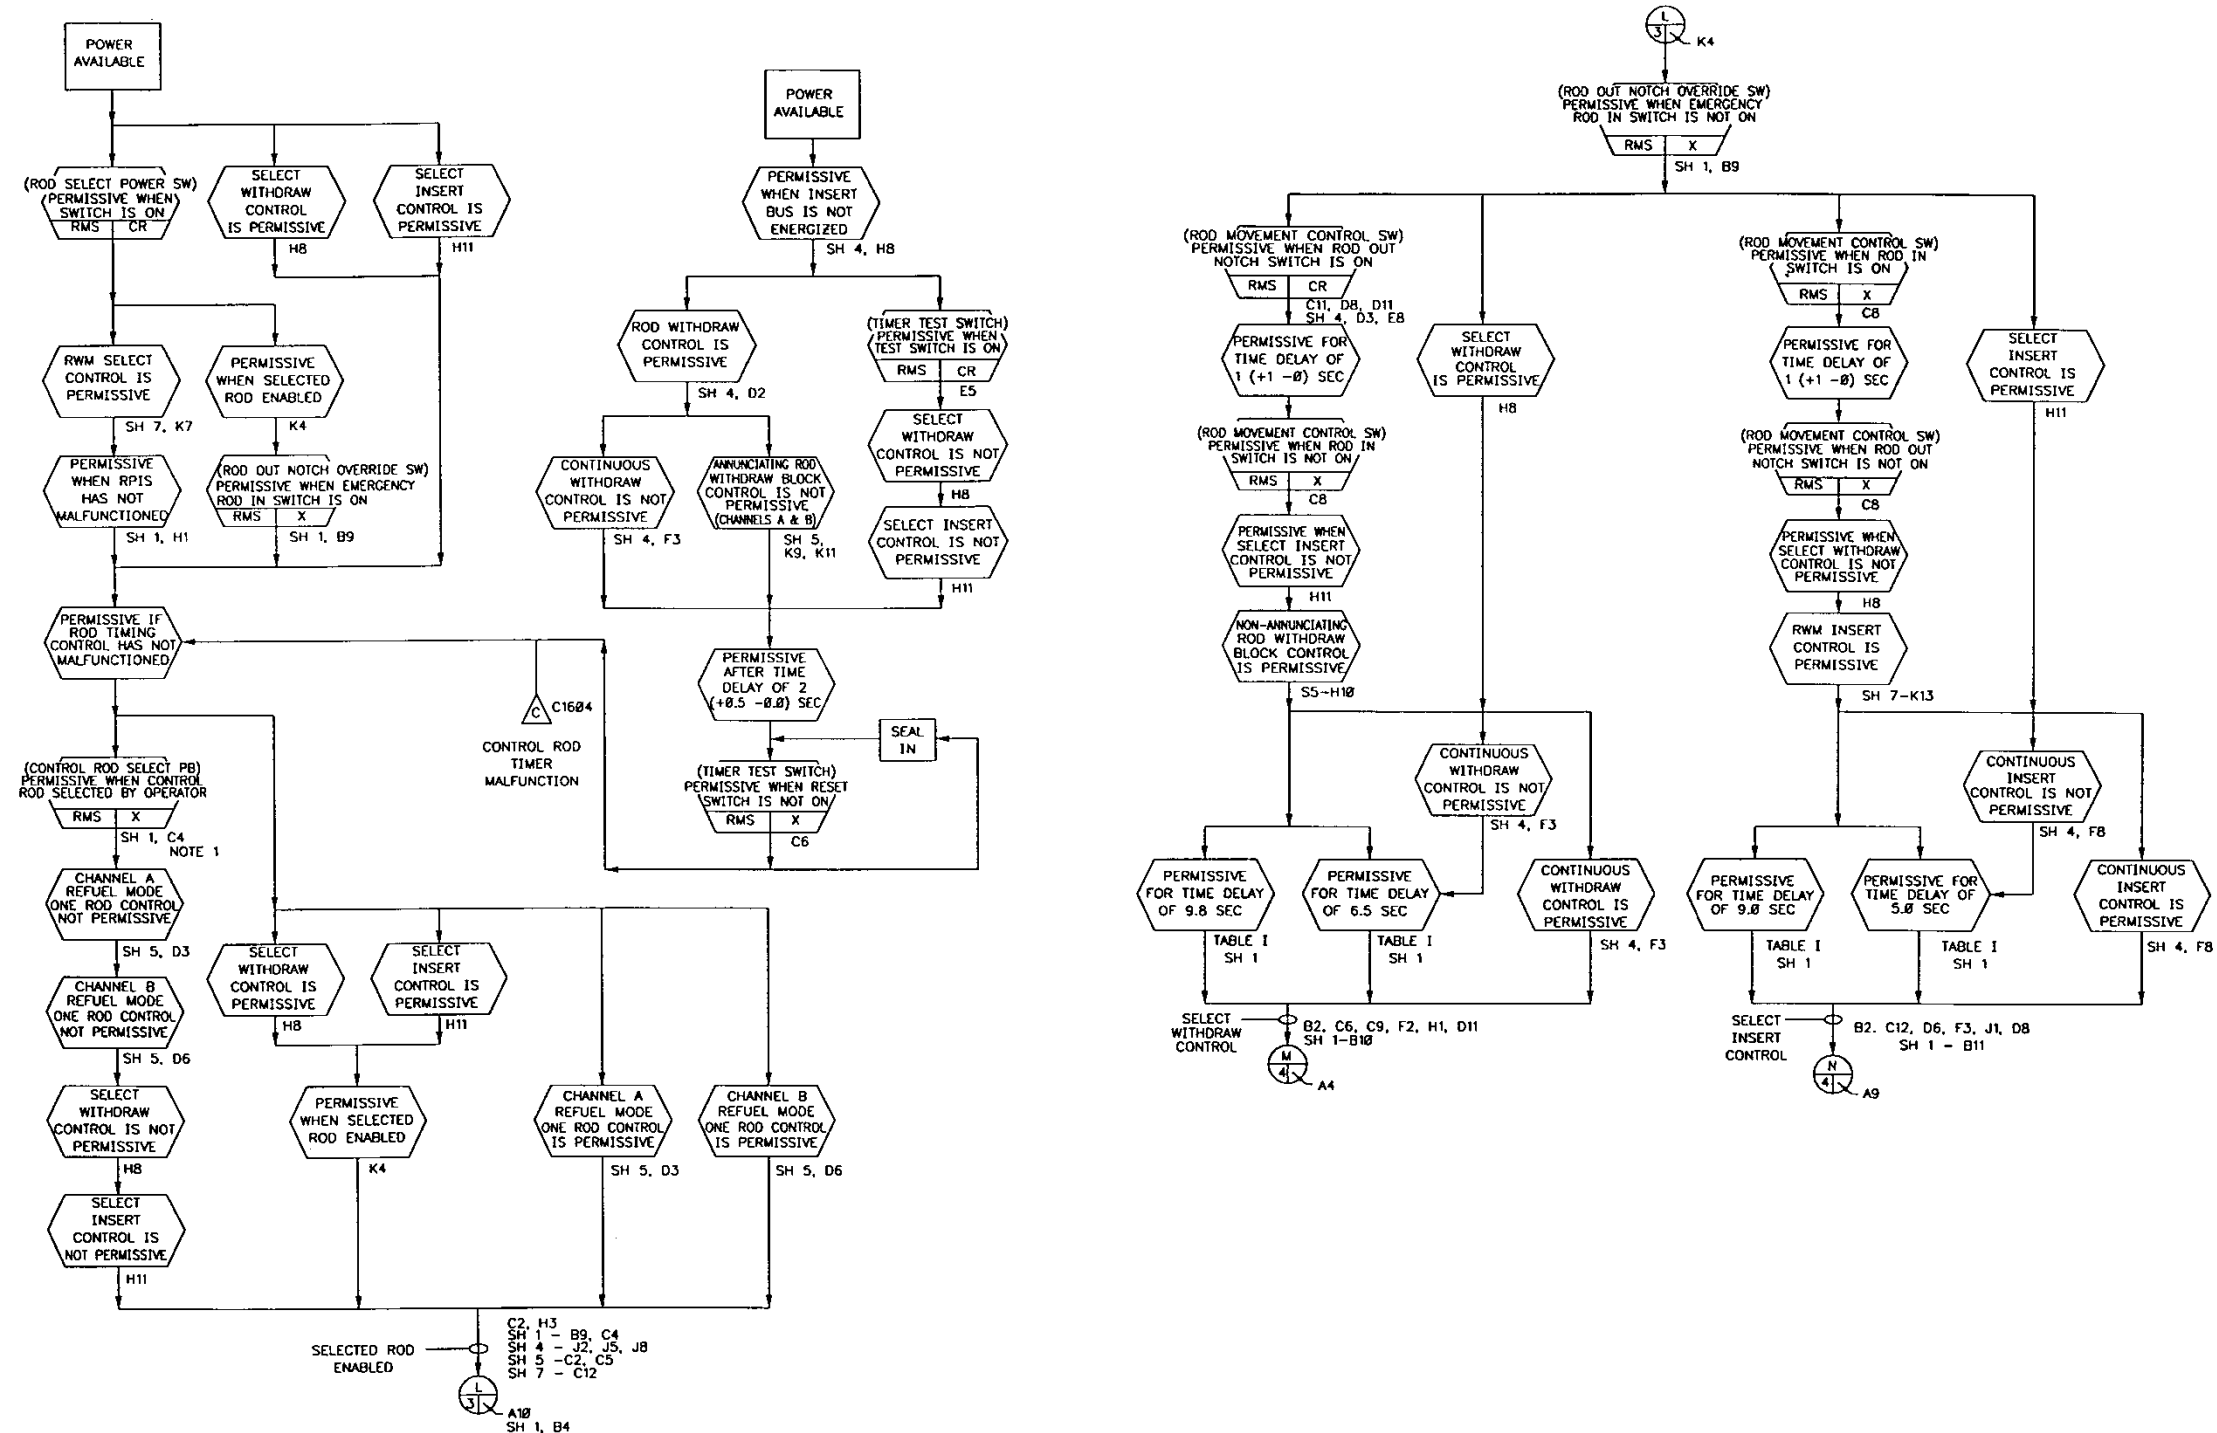 POWER
AVAILABLE
(ROD SELECT POWER SW)
PERMISSIVE WHEN
SWITCH IS ON
RMS CR
SELECT
WITHDRAW
CONTROL
IS PERMISSIVE
H8
SELECT
INSERT
CONTROL IS
PERMISSIVE
H11
RWM SELECT
CONTROL IS
PERMISSIVE
SH 7, K7
PERMISSIVE
WHEN SELECTED
ROD ENABLED
K4
PERMISSIVE
WHEN RPIS
HAS NOT
MALFUNCTIONED
SH 1, H1
(ROD OUT NOTCH OVERRIDE SW)
PERMISSIVE WHEN EMERGENCY
ROD IN SWITCH IS ON
RMS X
SH 1, B9
PERMISSIVE IF
ROD TIMING
CONTROL HAS NOT
MALFUNCTIONED
(CONTROL ROD SELECT PB)
PERMISSIVE WHEN CONTROL
ROD SELECTED BY OPERATOR
RMS X
SH 1, C4
NOTE 1
CHANNEL A
REFUEL MODE
ONE ROD CONTROL
NOT PERMISSIVE
SH 5, D3
CHANNEL B
REFUEL MODE
ONE ROD CONTROL
NOT PERMISSIVE
SH 5, D6
SELECT
WITHDRAW
CONTROL IS NOT
PERMISSIVE
H8
SELECT
INSERT
CONTROL IS
NOT PERMISSIVE
H11
SELECT
WITHDRAW
CONTROL IS
PERMISSIVE
H8
SELECT
INSERT
CONTROL IS
PERMISSIVE
H11
PERMISSIVE
WHEN SELECTED
ROD ENABLED
K4
CHANNEL A
REFUEL MODE
ONE ROD CONTROL
IS PERMISSIVE
SH 5, D3
CHANNEL B
REFUEL MODE
ONE ROD CONTROL
IS PERMISSIVE
SH 5, D6
SELECTED ROD
ENABLED
C2, H3
SH 1 - B9, C4
SH 4 - J2, J5, J8
SH 5 -C2, C5
SH 7 - C12
L
3
A10
SH 1, B4
POWER
AVAILABLE
PERMISSIVE
WHEN INSERT
BUS IS NOT
ENERGIZED
SH 4, H8
ROD WITHDRAW
CONTROL IS
PERMISSIVE
SH 4, D2
(TIMER TEST SWITCH)
PERMISSIVE WHEN
TEST SWITCH IS ON
RMS CR
E5
CONTINUOUS
WITHDRAW
CONTROL IS NOT
PERMISSIVE
SH 4, F3
ANNUNCIATING ROD
WITHDRAW BLOCK
CONTROL IS NOT
PERMISSIVE
(CHANNELS A & B)
SH 5,
K9, K11
SELECT
WITHDRAW
CONTROL IS NOT
PERMISSIVE
H8
SELECT INSERT
CONTROL IS NOT
PERMISSIVE
H11
PERMISSIVE
AFTER TIME
DELAY OF 2
(+0.5 -0.0) SEC
C
C1604
CONTROL ROD
TIMER
MALFUNCTION
SEAL
IN
(TIMER TEST SWITCH)
PERMISSIVE WHEN RESET
SWITCH IS NOT ON
RMS X
C6
L
3
K4
(ROD OUT NOTCH OVERRIDE SW)
PERMISSIVE WHEN EMERGENCY
ROD IN SWITCH IS NOT ON
RMS X
SH 1, B9
(ROD MOVEMENT CONTROL SW)
PERMISSIVE WHEN ROD OUT
NOTCH SWITCH IS ON
RMS CR
C11, D8, D11
SH 4, D3, E8
PERMISSIVE FOR
TIME DELAY OF
1 (+1 -0) SEC
(ROD MOVEMENT CONTROL SW)
PERMISSIVE WHEN ROD IN
SWITCH IS NOT ON
RMS X
C8
PERMISSIVE WHEN
SELECT INSERT
CONTROL IS NOT
PERMISSIVE
H11
NON-ANNUNCIATING
ROD WITHDRAW
BLOCK CONTROL
IS PERMISSIVE
S5-H10
SELECT
WITHDRAW
CONTROL
IS PERMISSIVE
H8
CONTINUOUS
WITHDRAW
CONTROL IS NOT
PERMISSIVE
SH 4, F3
PERMISSIVE
FOR TIME DELAY
OF 9.8 SEC
TABLE I
SH 1
PERMISSIVE
FOR TIME DELAY
OF 6.5 SEC
TABLE I
SH 1
CONTINUOUS
WITHDRAW
CONTROL IS
PERMISSIVE
SH 4, F3
SELECT
WITHDRAW
CONTROL
B2, C6, C9, F2, H1, D11
SH 1-B10
M
4
A4
(ROD MOVEMENT CONTROL SW)
PERMISSIVE WHEN ROD IN
SWITCH IS ON
RMS X
C8
PERMISSIVE FOR
TIME DELAY OF
1 (+1 -0) SEC
(ROD MOVEMENT CONTROL SW)
PERMISSIVE WHEN ROD OUT
NOTCH SWITCH IS NOT ON
RMS X
C8
PERMISSIVE WHEN
SELECT WITHDRAW
CONTROL IS NOT
PERMISSIVE
H8
RWM INSERT
CONTROL IS
PERMISSIVE
SH 7-K13
SELECT
INSERT
CONTROL IS
PERMISSIVE
H11
CONTINUOUS
INSERT
CONTROL IS NOT
PERMISSIVE
SH 4, F8
PERMISSIVE
FOR TIME DELAY
OF 9.0 SEC
TABLE I
SH 1
PERMISSIVE FOR
TIME DELAY OF
5.0 SEC
TABLE I
SH 1
CONTINUOUS
INSERT
CONTROL IS
PERMISSIVE
SH 4, F8
SELECT
INSERT
CONTROL
B2. C12, D6, F3, J1, D8
SH 1 - B11
N
4
A9